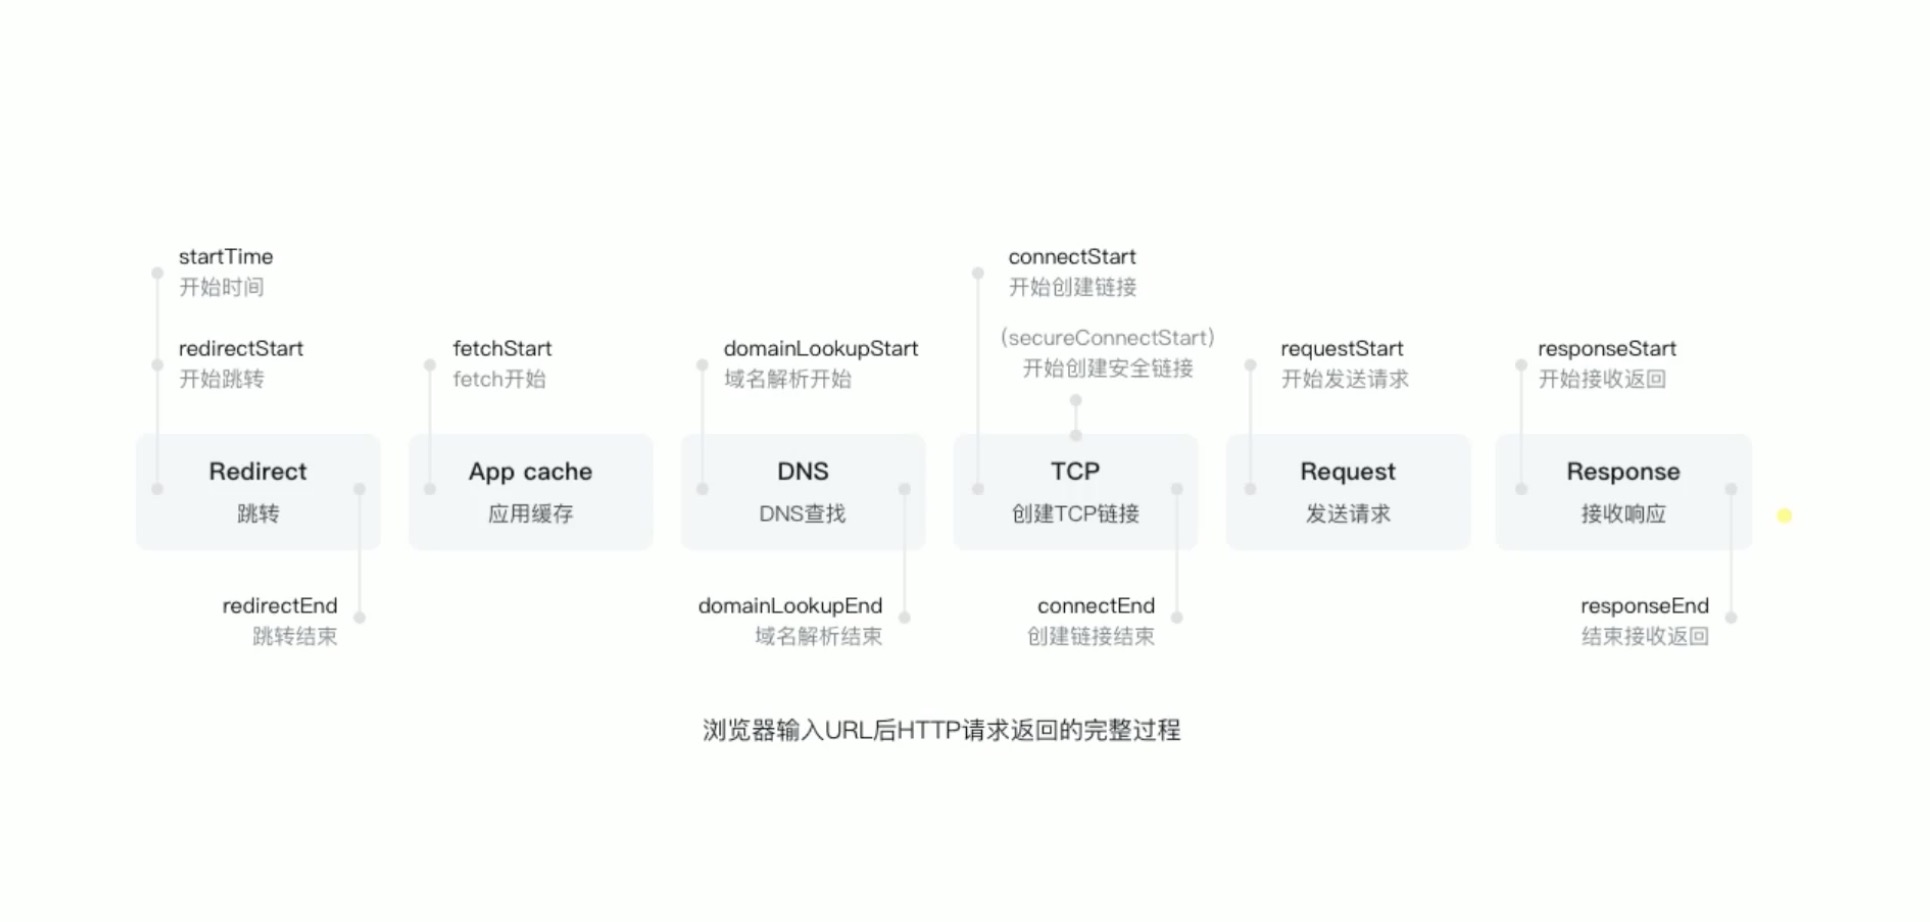 startTime
开始时间
connectStart
开始创建链接
redirectStart
开始跳转
fetchStart
fetch开始
domainLookupStart
域名解析开始
(secureConnectStart)
开始创建安全链接
requestStart
开始发送请求
responseStart
开始接收返回
Redirect
跳转
App cache
应用缓存
DNS
DNS查找
TCP
创建TCP链接
Request
发送请求
Response
接收响应
redirectEnd
跳转结束
domainLookupEnd
域名解析结束
connectEnd
创建链接结束
responseEnd
结束接收返回
浏览器输入URL后HTTP请求返回的完整过程